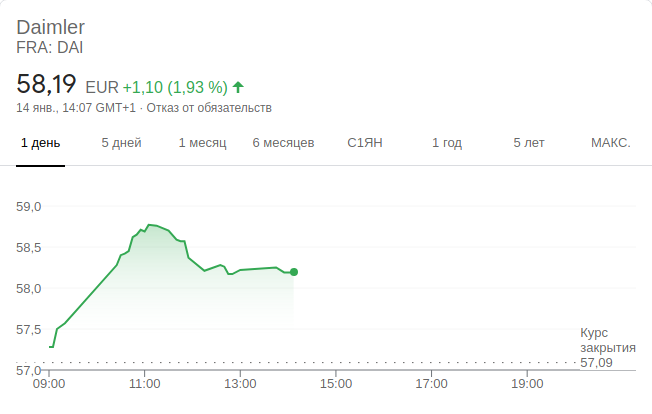 Daimler
FRA: DAI
58,19 EUR +1,10 (1,93 %)
14 янв., 14:07 GMT+1 · Отказ от обязательств
1 день 5 дней 1 месяц 6 месяцев С1ЯН 1 год 5 лет МАКС.
59,0
58,5
58,0
57,5
57,0
Курс
закрытия
57,09
09:00 11:00 13:00 15:00 17:00 19:00